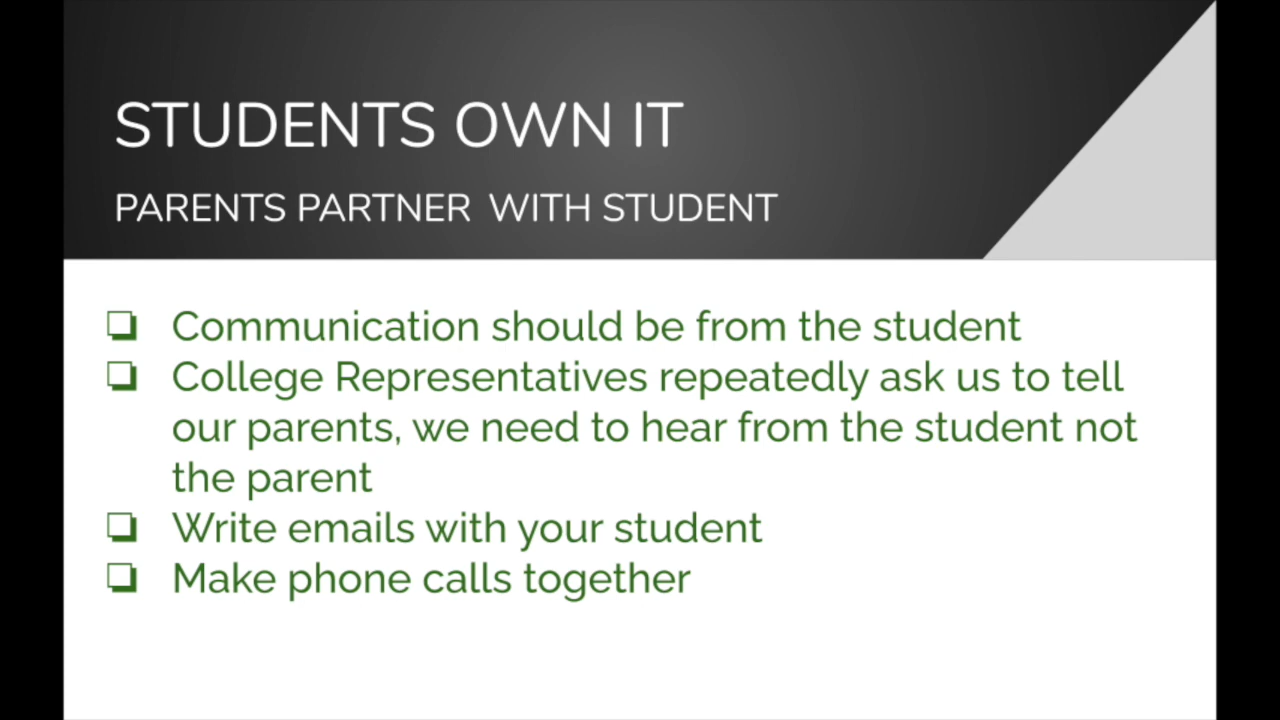 STUDENTS OWN IT
PARENTS PARTNER WITH STUDENT
❏ Communication should be from the student
❏ College Representatives repeatedly ask us to tell
our parents, we need to hear from the student not
the parent
❏ Write emails with your student
❏ Make phone calls together